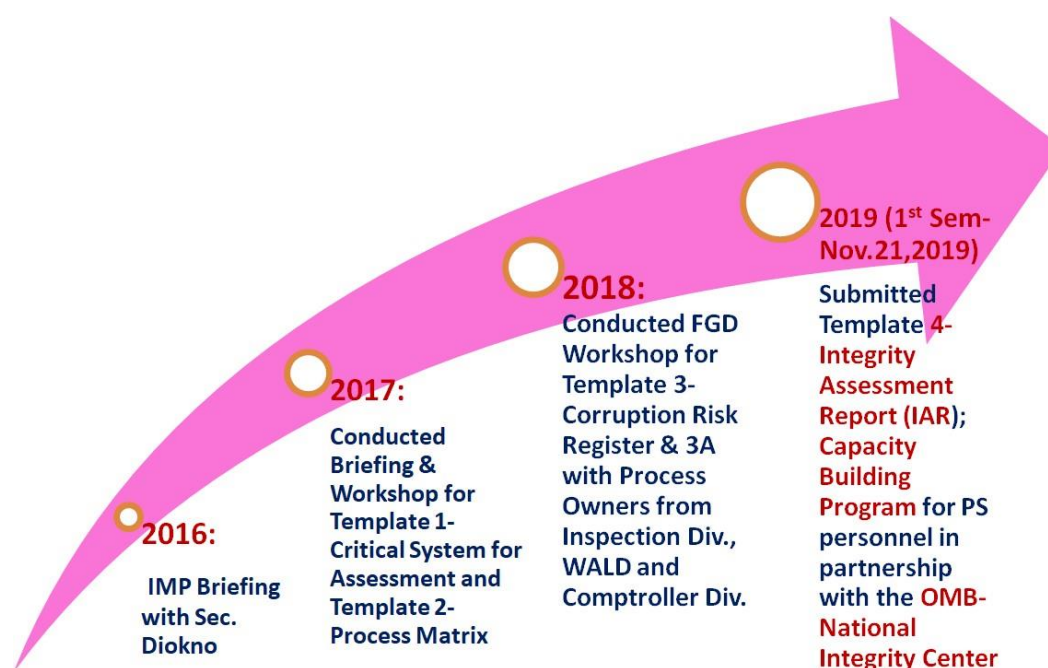 2016:
IMP Briefing
with Sec.
Diokno
2017:
Conducted
Briefing &
Workshop for
Template 1-
Critical System for
Assessment and
Template 2-
Process Matrix
2018:
Conducted FGD
Workshop for
Template 3-
Corruption Risk
Register & 3A
with Process
Owners from
Inspection Div.,
WALD and
Comptroller Div.
2019 (1st Sem-
Nov.21,2019)
Submitted
Template 4-
Integrity
Assessment
Report (IAR);
Capacity
Building
Program for PS
personnel in
partnership
with the OMB-
National
Integrity Center